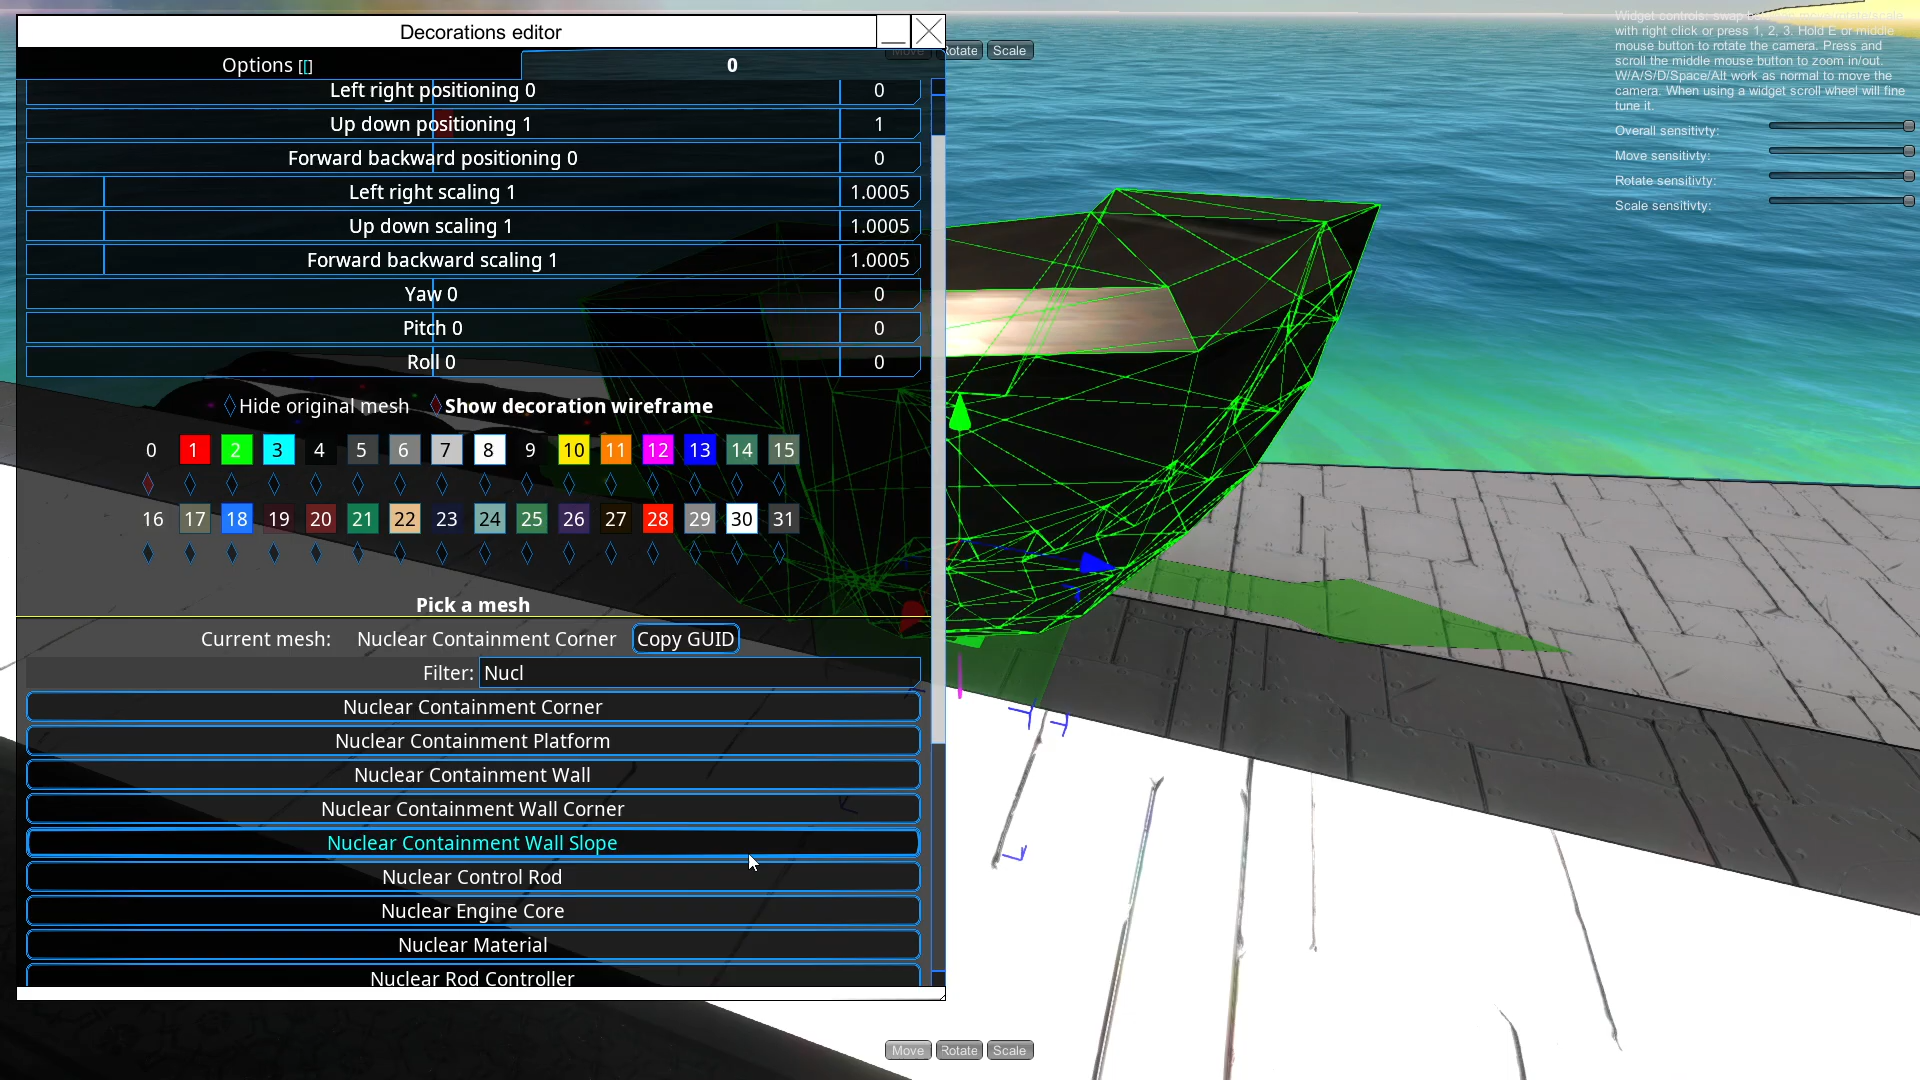 Decorations editor
Options [[]
0
Left right positioning 0
0
Up down positioning 1
1
Forward backward positioning 0
0
Left right scaling 1
1.0005
Up down scaling 1
1.0005
Forward backward scaling 1
1.0005
Yaw 0
0
Pitch 0
0
Roll 0
0
Hide original mesh Show decoration wireframe
0 1 2 3 4 5 6 7 8 9 10 11 12 13 14 15
16 17 18 19 20 21 22 23 24 25 26 27 28 29 30 31
Pick a mesh
Current mesh: Nuclear Containment Corner Copy GUID
Filter: Nucl
Nuclear Containment Corner
Nuclear Containment Platform
Nuclear Containment Wall
Nuclear Containment Wall Corner
Nuclear Containment Wall Slope
Nuclear Control Rod
Nuclear Engine Core
Nuclear Material
Nuclear Rod Controller
Move Rotate Scale
Widget controls: swap between move/rotate/scale
with right click or press 1, 2, 3. Hold E or middle
mouse button to rotate the camera. Press and
scroll the middle mouse button to zoom in/out.
W/A/S/D/Space/Alt work as normal to move the
camera. When using a widget scroll wheel will fine
tune it.
Overall sensitivty:
Move sensitivty:
Rotate sensitivty:
Scale sensitivty:
Move Rotate Scale